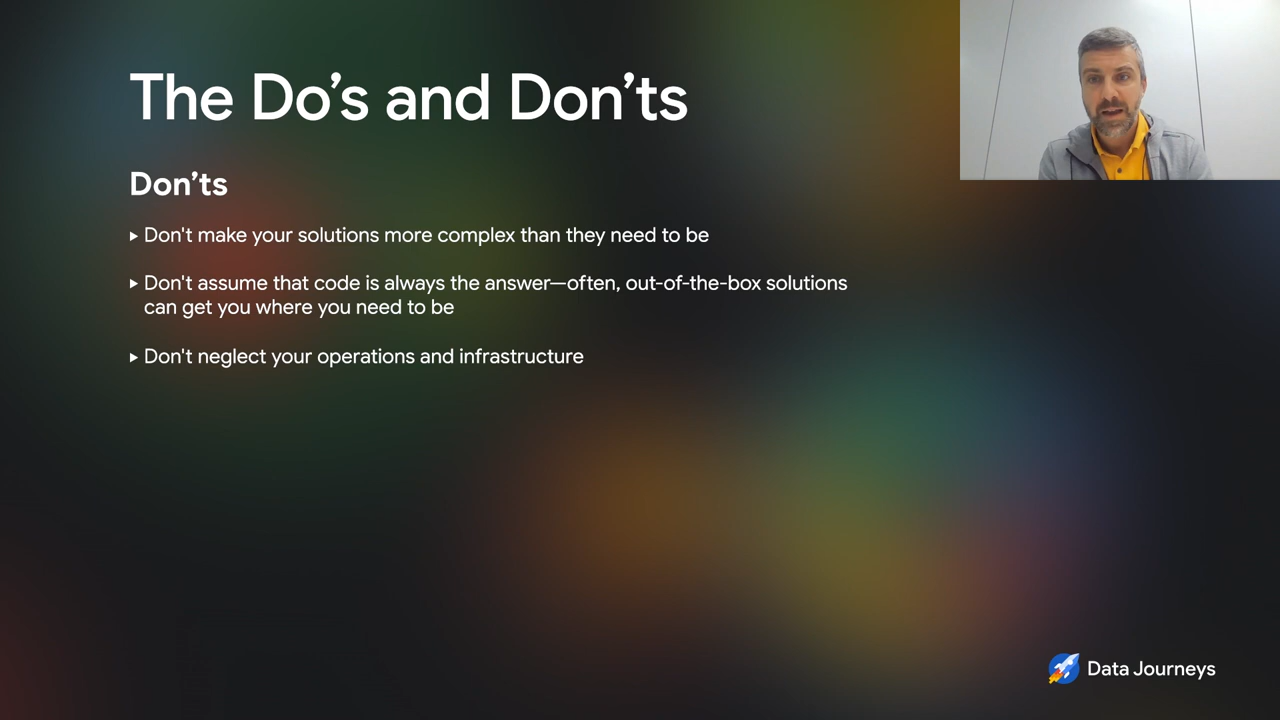 The Do’s and Don’ts
Don’ts
▸ Don't make your solutions more complex than they need to be
▸ Don't assume that code is always the answer—often, out-of-the-box solutions
can get you where you need to be
▸ Don't neglect your operations and infrastructure
Data Journeys